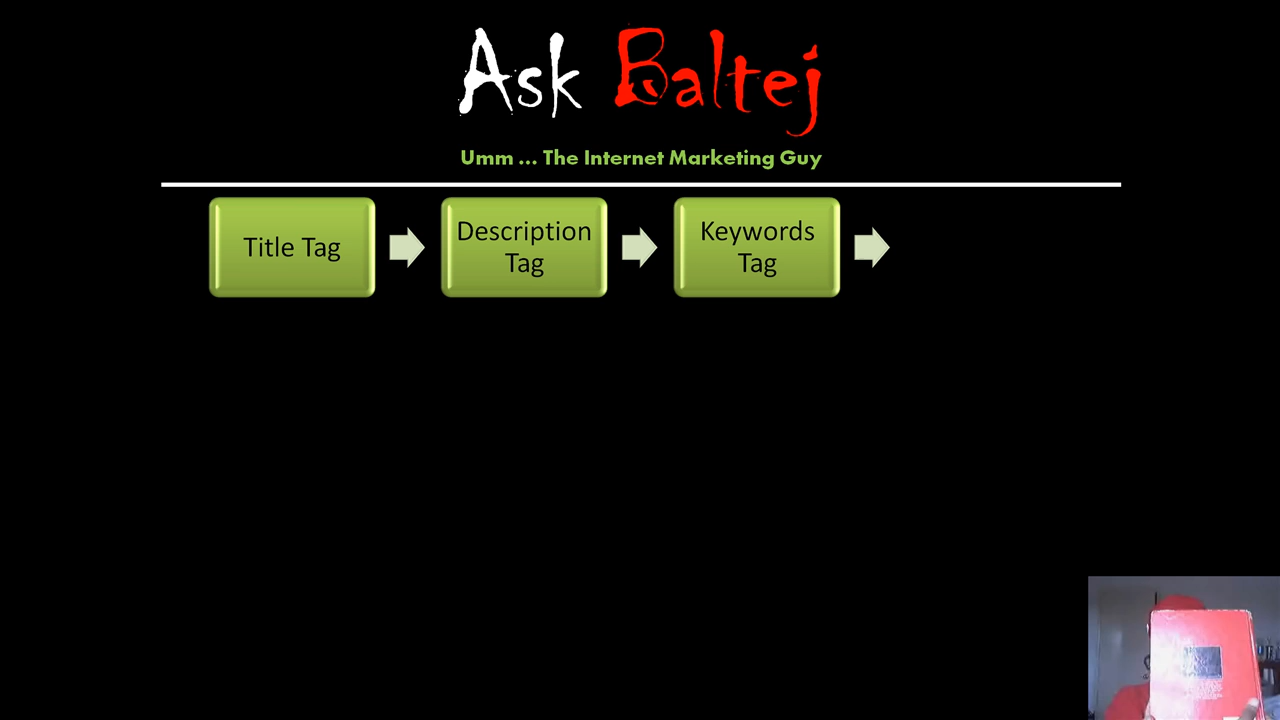 Ask Baltej
Umm ... The Internet Marketing Guy
Title Tag
Description
Tag
Keywords
Tag